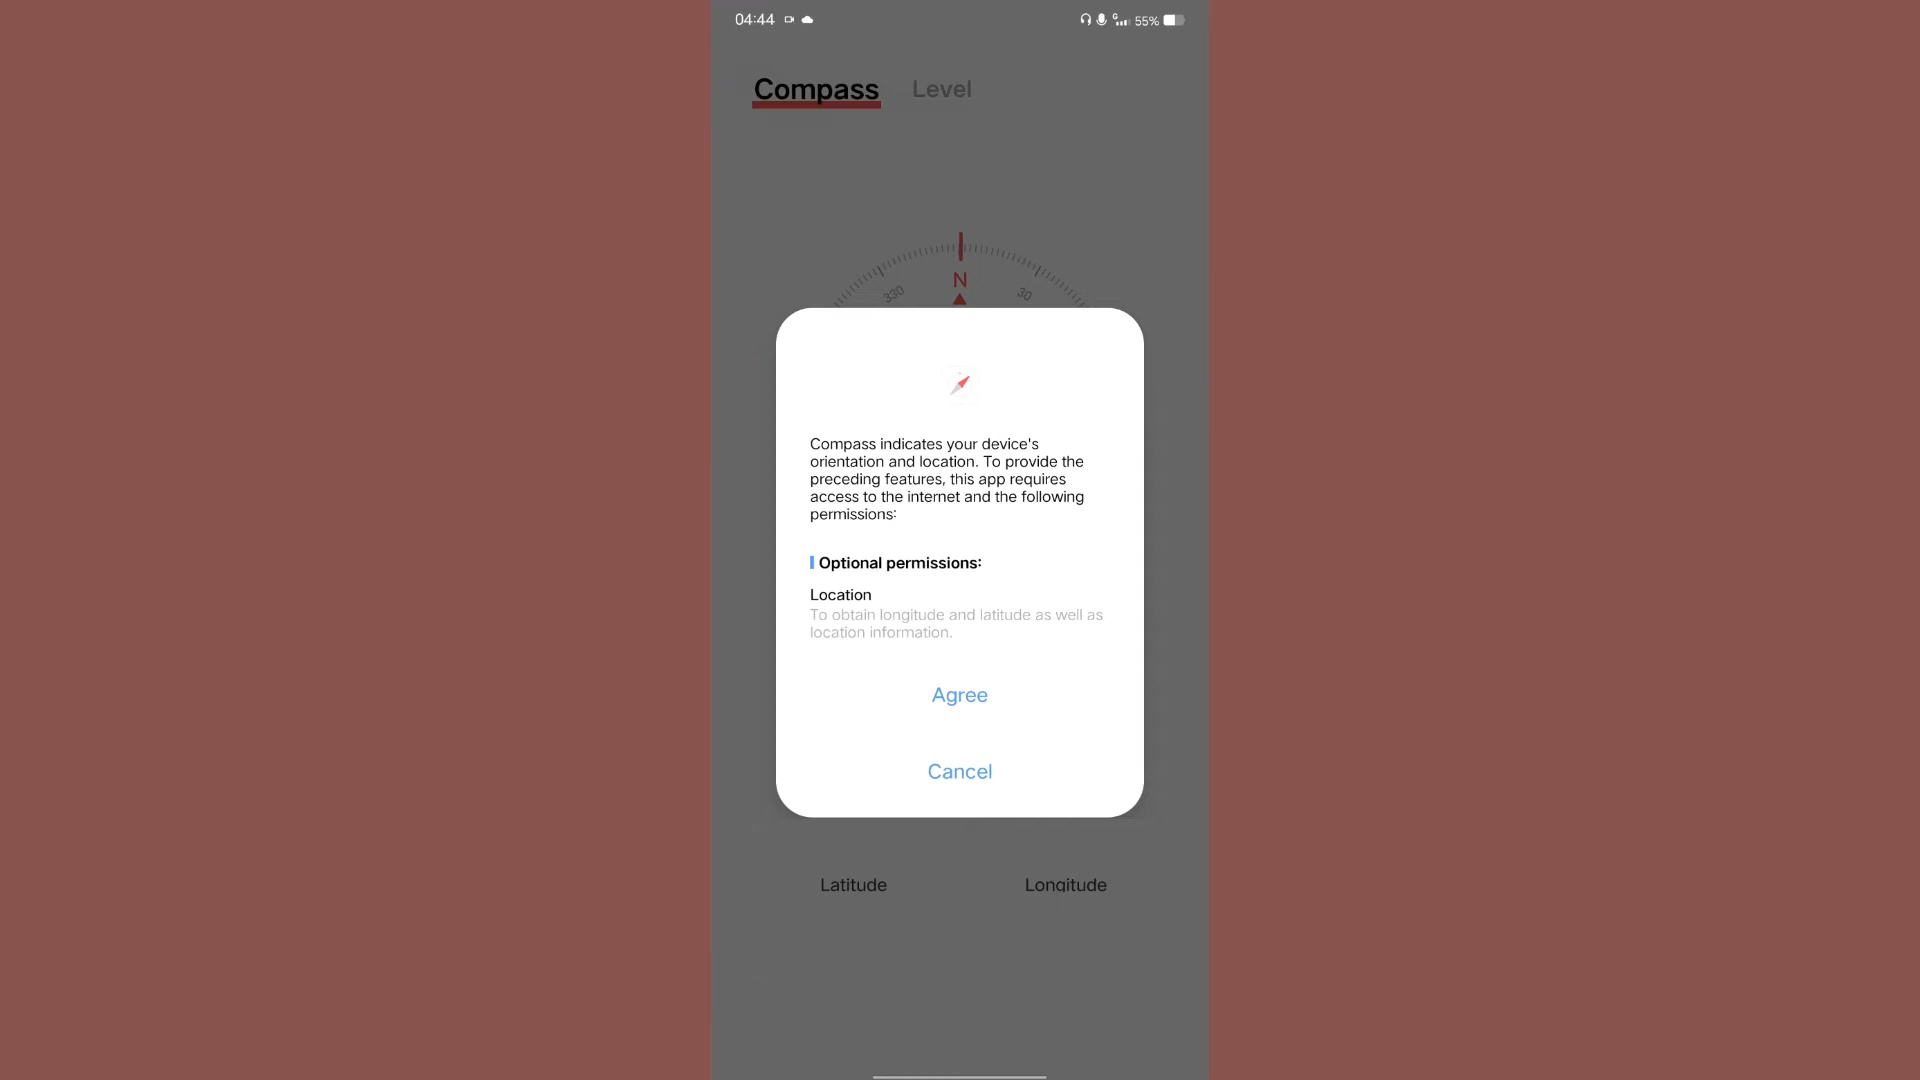 04:44 G 55%
Compass Level
N
330 30
Compass indicates your device's
orientation and location. To provide the
preceding features, this app requires
access to the internet and the following
permissions:
Optional permissions:
Location
To obtain longitude and latitude as well as
location information.
Agree
Cancel
Latitude Longitude